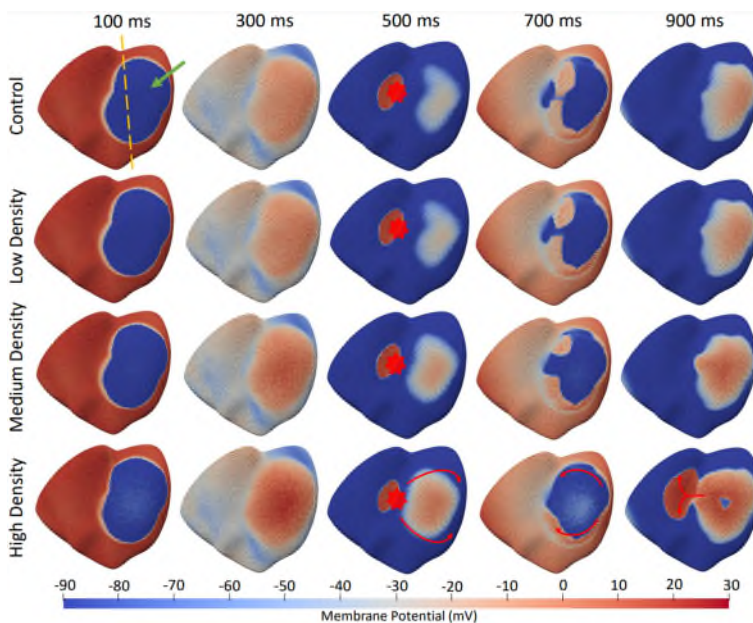 100 ms 300 ms 500 ms 700 ms 900 ms
Control
Low Density
Medium Density
High Density
-90 -80 -70 -60 -50 -40 -30 -20 -10 0 10 20 30
Membrane Potential (mV)